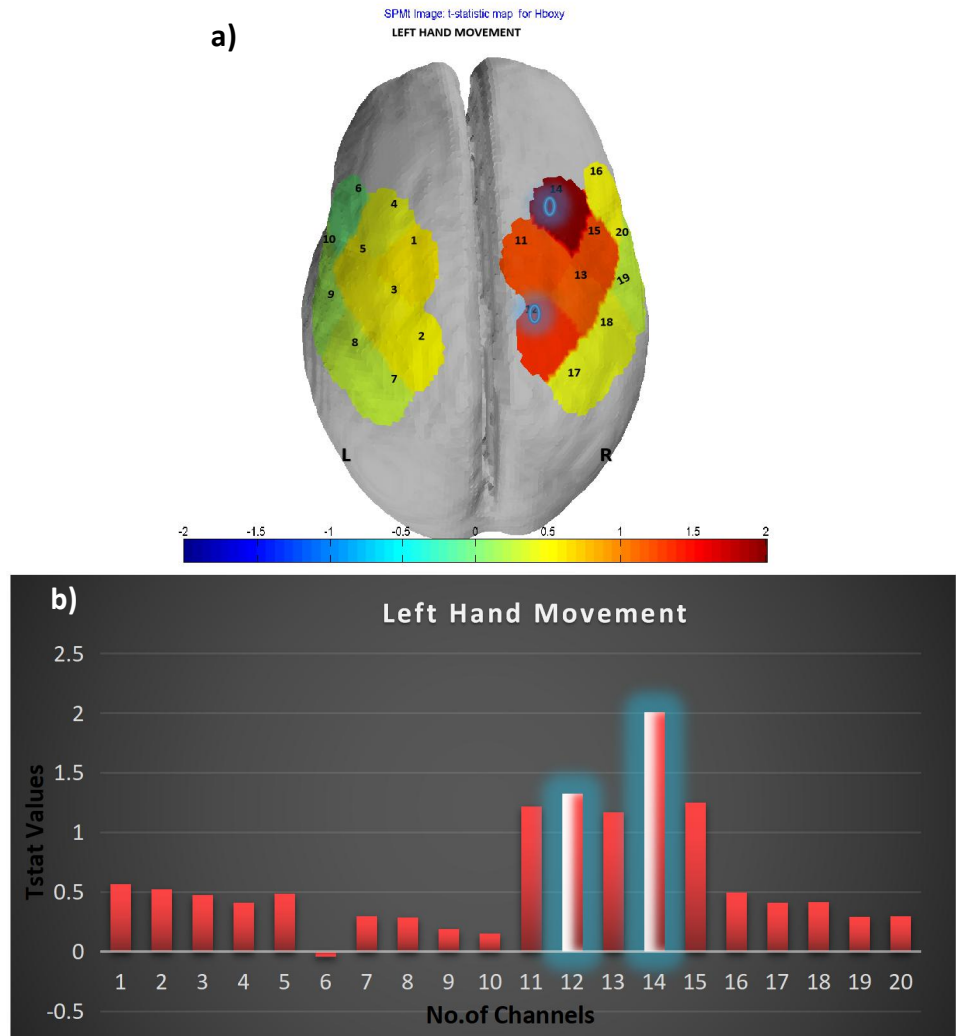 SPMt Image: t-statistic map for Hboxy
a)
LEFT HAND MOVEMENT
16
6
14
4
15
20
10
1
11
5
13
19
3
9
12
18
2
8
17
7
L
R
-2 -1.5 -1 -0.5 0 0.5 1 1.5 2
b)
Left Hand Movement
2.5
2
1.5
1
0.5
0
-0.5
Tstat Values
1 2 3 4 5 6 7 8 9 10 11 12 13 14 15 16 17 18 19 20
No.of Channels